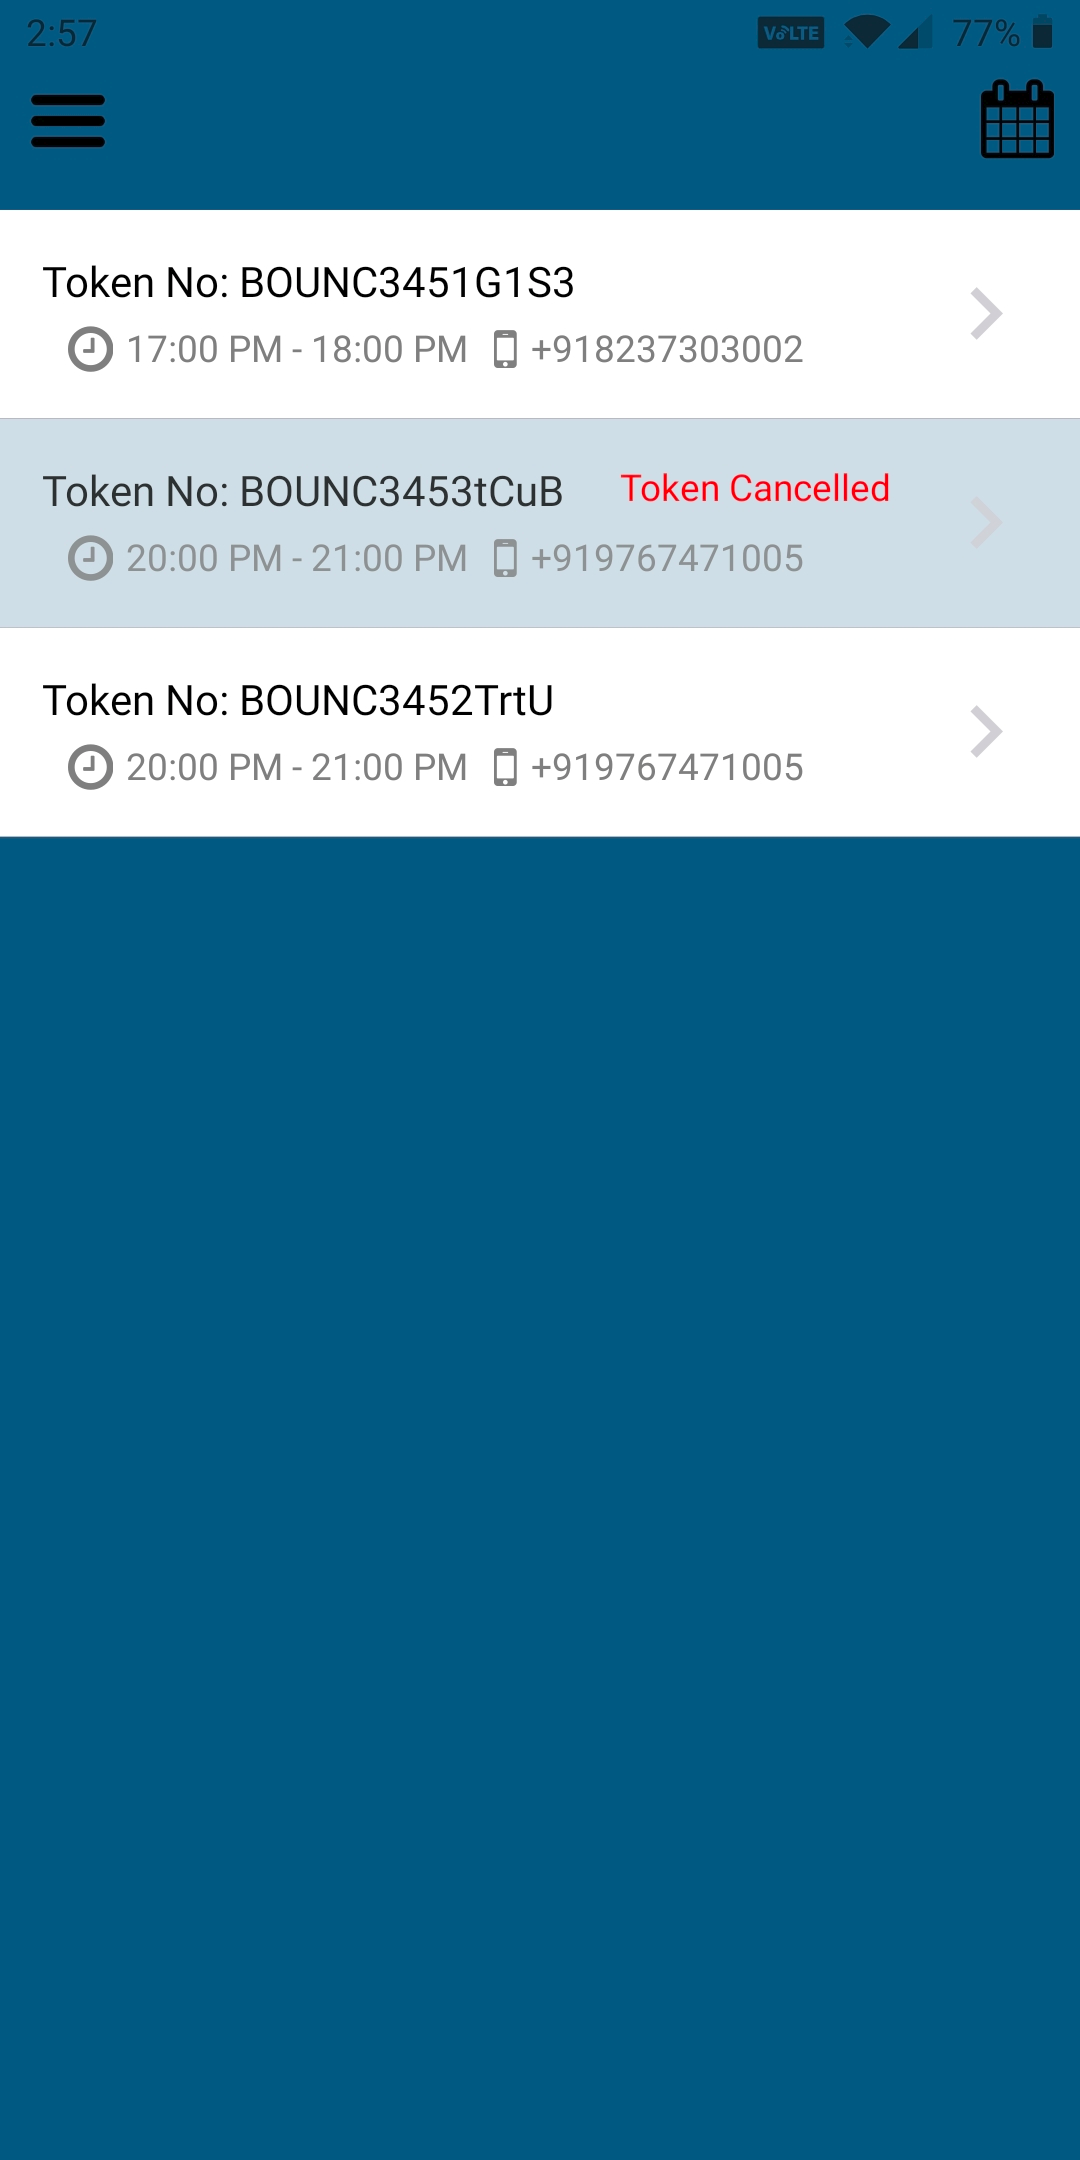 2:57 VoLTE 77%
Token No: BOUNC3451G1S3
17:00 PM - 18:00 PM +918237303002
Token No: BOUNC3453tCuB Token Cancelled
20:00 PM - 21:00 PM +919767471005
Token No: BOUNC3452TrtU
20:00 PM - 21:00 PM +919767471005